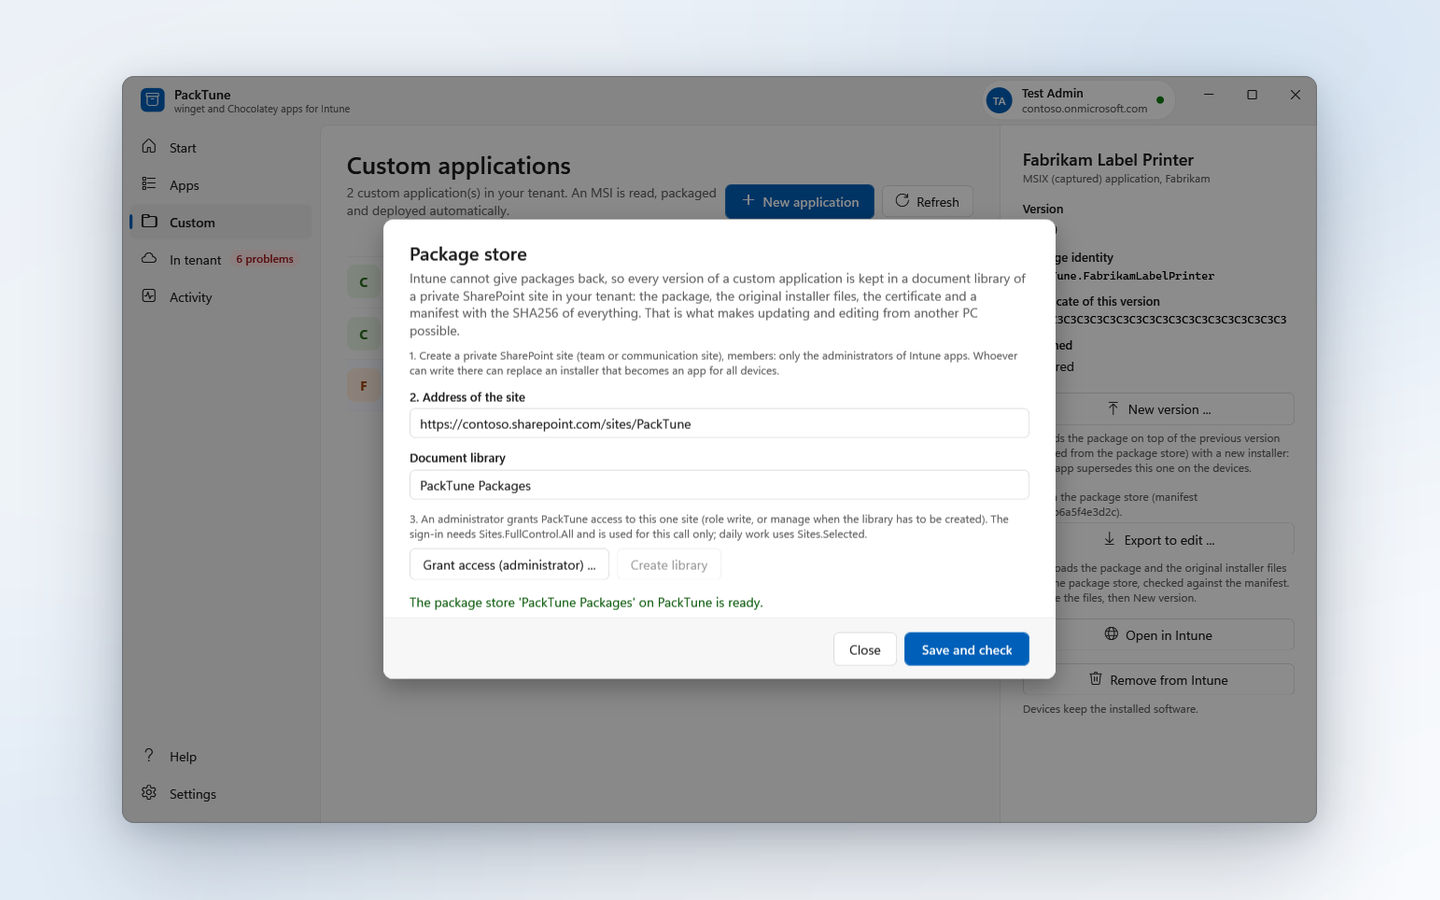 PackTune
winget and Chocolatey apps for Intune
TA
Test Admin
contoso.onmicrosoft.com
Start
Apps
Custom
In tenant 6 problems
Activity
Help
Settings
Custom applications
2 custom application(s) in your tenant. An MSI is read, packaged
and deployed automatically.
New application
Refresh
C
C
F
Package store
Intune cannot give packages back, so every version of a custom application is kept in a document library of
a private SharePoint site in your tenant: the package, the original installer files, the certificate and a
manifest with the SHA256 of everything. That is what makes updating and editing from another PC
possible.
1. Create a private SharePoint site (team or communication site), members: only the administrators of Intune apps. Whoever
can write there can replace an installer that becomes an app for all devices.
2. Address of the site
https://contoso.sharepoint.com/sites/PackTune
Document library
PackTune Packages
3. An administrator grants PackTune access to this one site (role write, or manage when the library has to be created). The
sign-in needs Sites.FullControl.All and is used for this call only; daily work uses Sites.Selected.
Grant access (administrator) ...
Create library
The package store 'PackTune Packages' on PackTune is ready.
Close
Save and check
Fabrikam Label Printer
MSIX (captured) application, Fabrikam
Version
identity
.FabrikamLabelPrinter
of this version
New version ...
the package on top of the previous version
from the package store) with a new installer:
app supersedes this one on the devices.
the package store (manifest
Export to edit ...
the package and the original installer files
the package store, checked against the manifest.
the files, then New version.
Open in Intune
Remove from Intune
Devices keep the installed software.